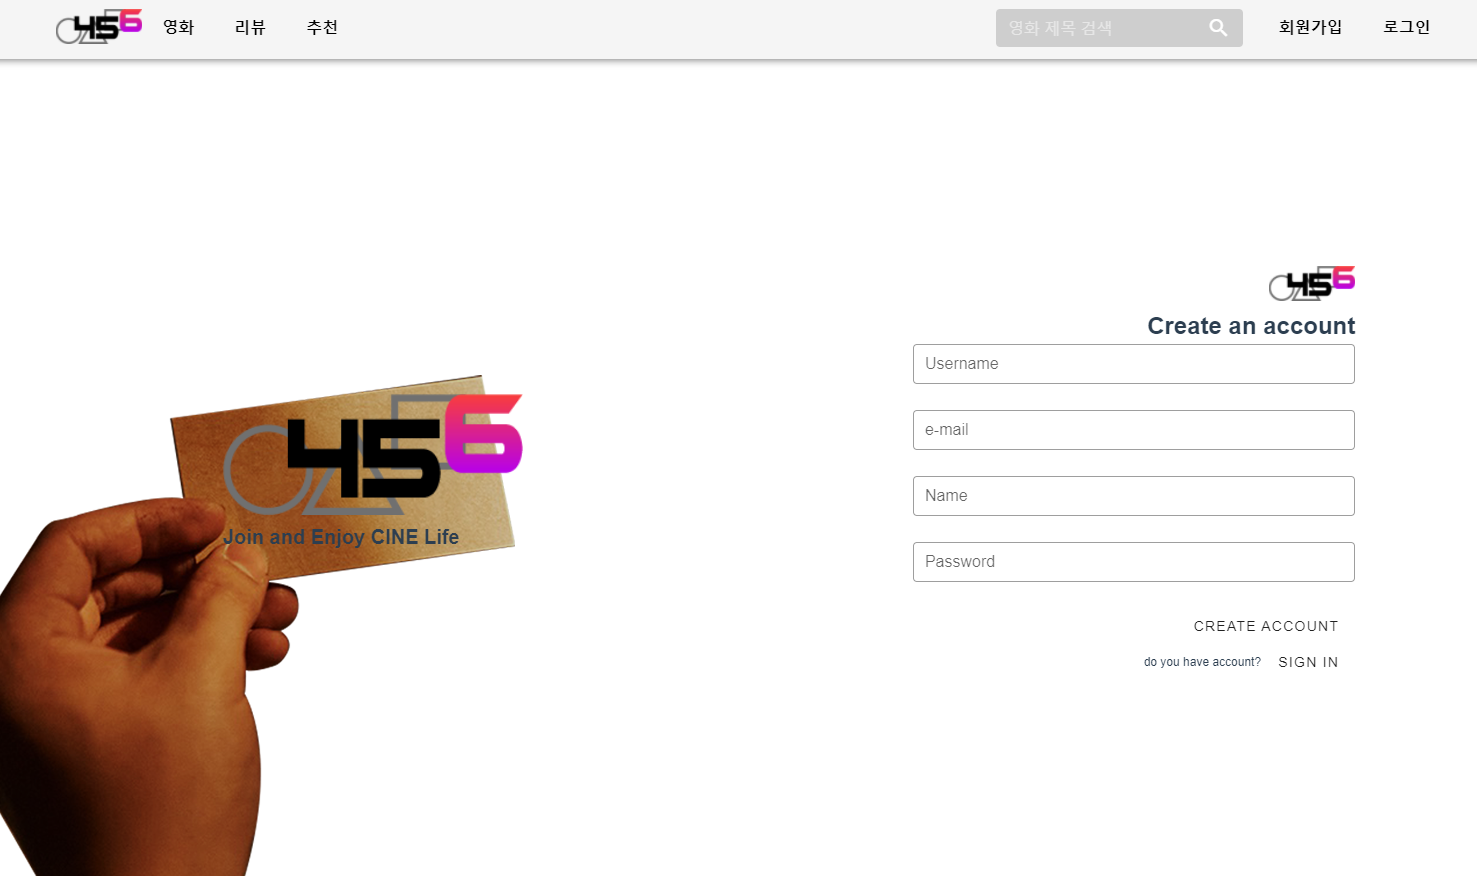 456 영화 리뷰 추천 영화 제목 검색 회원가입 로그인
456
Create an account
Username
e-mail
Name
Password
CREATE ACCOUNT
do you have account? SIGN IN
456
Join and Enjoy CINE Life